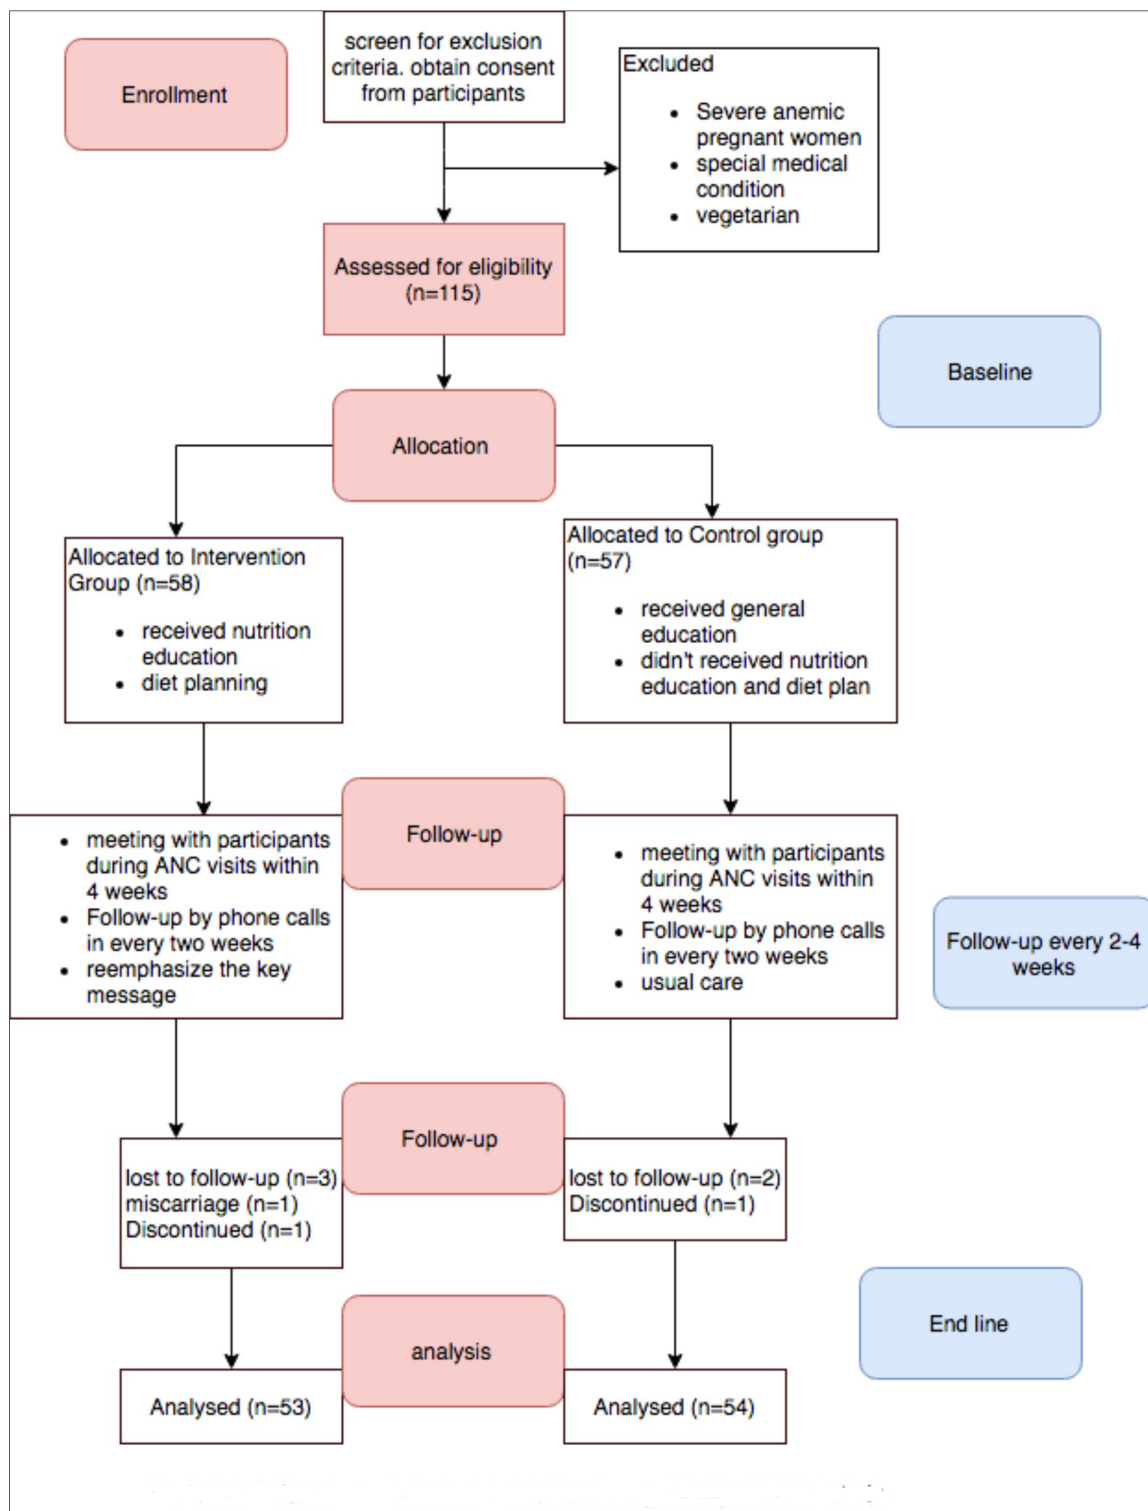 Enrollment
screen for exclusion
criteria. obtain consent
from participants
Excluded
• Severe anemic
pregnant women
• special medical
condition
• vegetarian
Assessed for eligibility
(n=115)
Baseline
Allocation
Allocated to Intervention
Group (n=58)
• received nutrition
education
• diet planning
Allocated to Control group
(n=57)
• received general
education
• didn't received nutrition
education and diet plan
Follow-up
• meeting with participants
during ANC visits within
4 weeks
• Follow-up by phone calls
in every two weeks
• reemphasize the key
message
• meeting with participants
during ANC visits within
4 weeks
• Follow-up by phone calls
in every two weeks
• usual care
Follow-up every 2-4
weeks
Follow-up
lost to follow-up (n=3)
miscarriage (n=1)
Discontinued (n=1)
lost to follow-up (n=2)
Discontinued (n=1)
End line
analysis
Analysed (n=53)
Analysed (n=54)